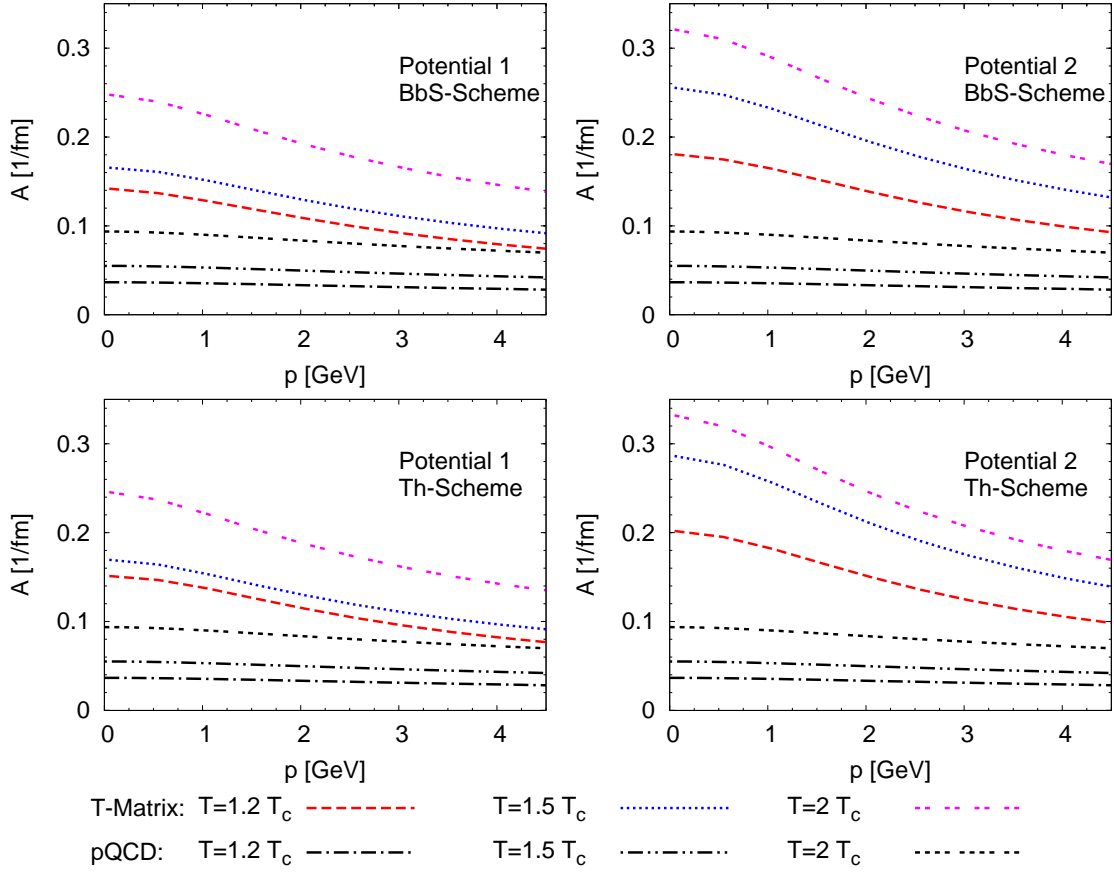 0.3
0.2
0.1
0
A [1/fm]
Potential 1
BbS-Scheme
0 1 2 3 4
p [GeV]
0.3
0.2
0.1
0
A [1/fm]
Potential 2
BbS-Scheme
0 1 2 3 4
p [GeV]
0.3
0.2
0.1
0
A [1/fm]
Potential 1
Th-Scheme
0 1 2 3 4
p [GeV]
0.3
0.2
0.1
0
A [1/fm]
Potential 2
Th-Scheme
0 1 2 3 4
p [GeV]
T-Matrix: T=1.2 T_c T=1.5 T_c T=2 T_c
pQCD: T=1.2 T_c T=1.5 T_c T=2 T_c